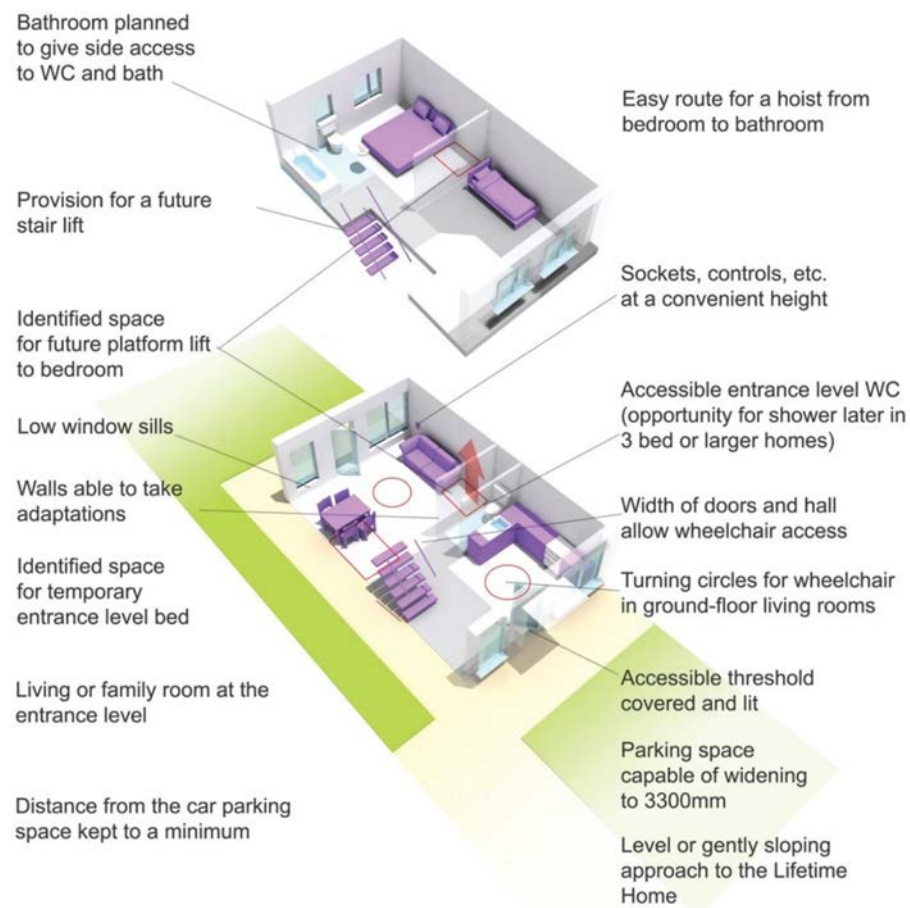 Bathroom planned
to give side access
to WC and bath
Easy route for a hoist from
bedroom to bathroom
Provision for a future
stair lift
Sockets, controls, etc.
at a convenient height
Identified space
for future platform lift
to bedroom
Accessible entrance level WC
(opportunity for shower later in
3 bed or larger homes)
Low window sills
Walls able to take
adaptations
Width of doors and hall
allow wheelchair access
Identified space
for temporary
entrance level bed
Turning circles for wheelchair
in ground-floor living rooms
Living or family room at the
entrance level
Accessible threshold
covered and lit
Parking space
capable of widening
to 3300mm
Distance from the car parking
space kept to a minimum
Level or gently sloping
approach to the Lifetime
Home